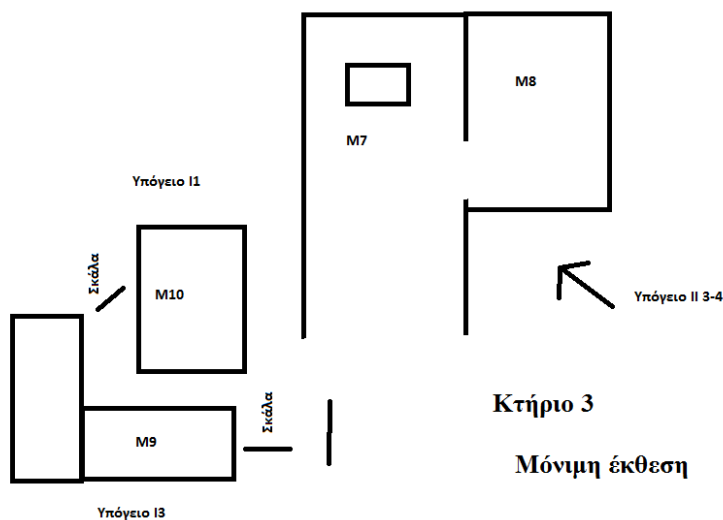 M8
M7
Υπόγειο Ι1
Σκάλα
M10
Υπόγειο ΙΙ 3-4
Κτήριο 3
Σκάλα
M9
Μόνιμη έκθεση
Υπόγειο Ι3